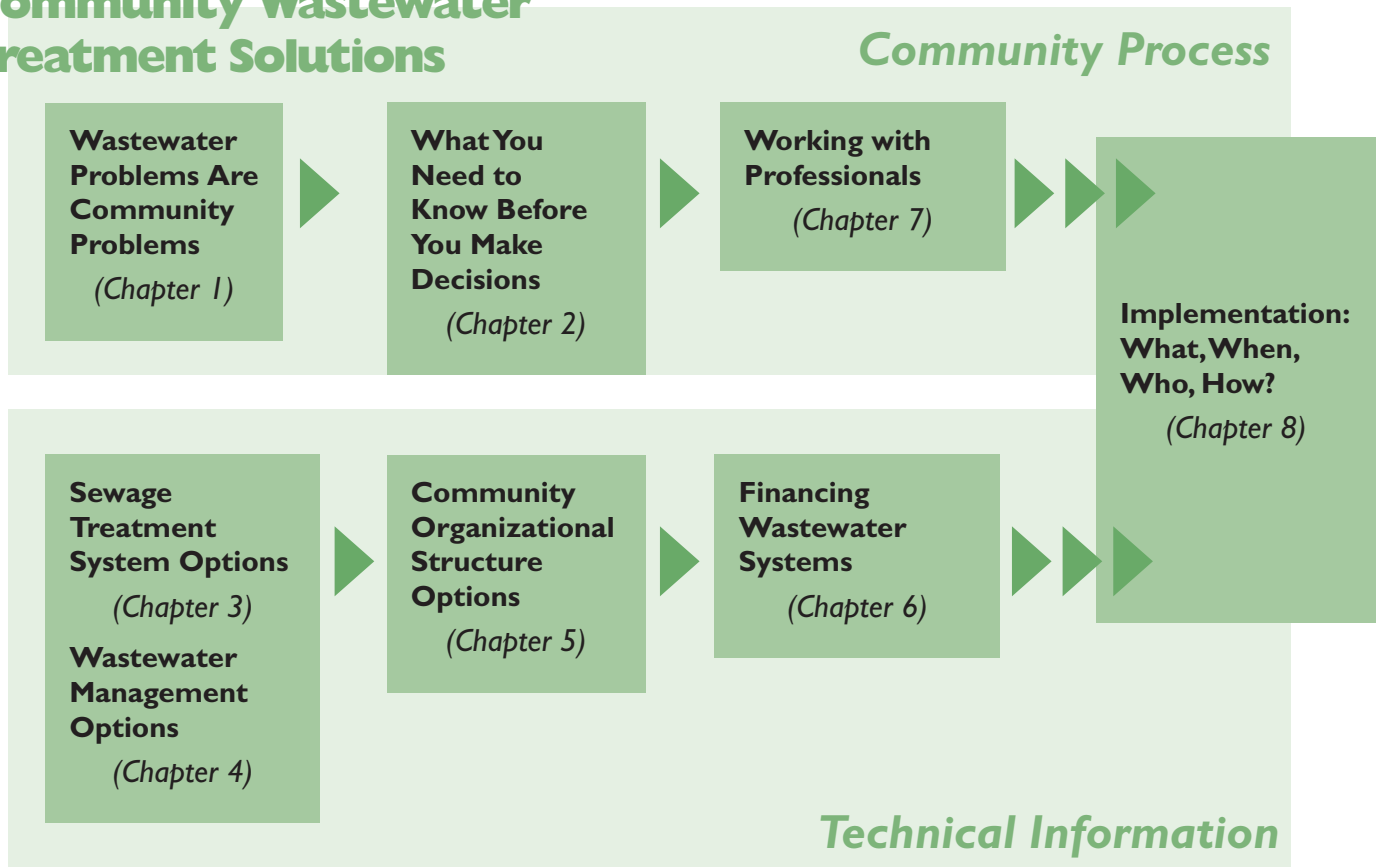 ommunity Wastewater
reatment Solutions
Community Process
Wastewater
Problems Are
Community
Problems
(Chapter 1)
What You
Need to
Know Before
You Make
Decisions
(Chapter 2)
Working with
Professionals
(Chapter 7)
Implementation:
What, When,
Who, How?
(Chapter 8)
Sewage
Treatment
System Options
(Chapter 3)
Wastewater
Management
Options
(Chapter 4)
Community
Organizational
Structure
Options
(Chapter 5)
Financing
Wastewater
Systems
(Chapter 6)
Technical Information